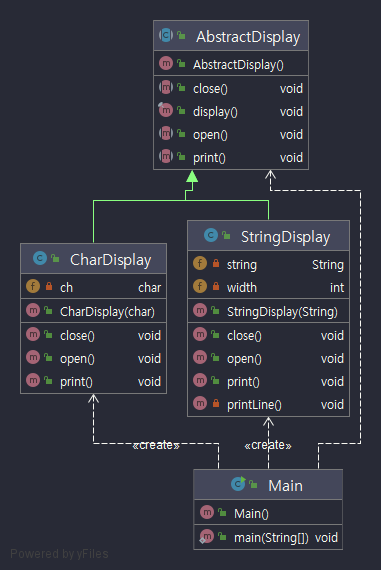 AbstractDisplay
AbstractDisplay()
close() void
display() void
open() void
print() void
CharDisplay
ch char
CharDisplay(char)
close() void
open() void
print() void
StringDisplay
string String
width int
StringDisplay(String)
close() void
open() void
print() void
printLine() void
«create»
«create»
Main
Main()
main(String[]) void
Powered by yFiles